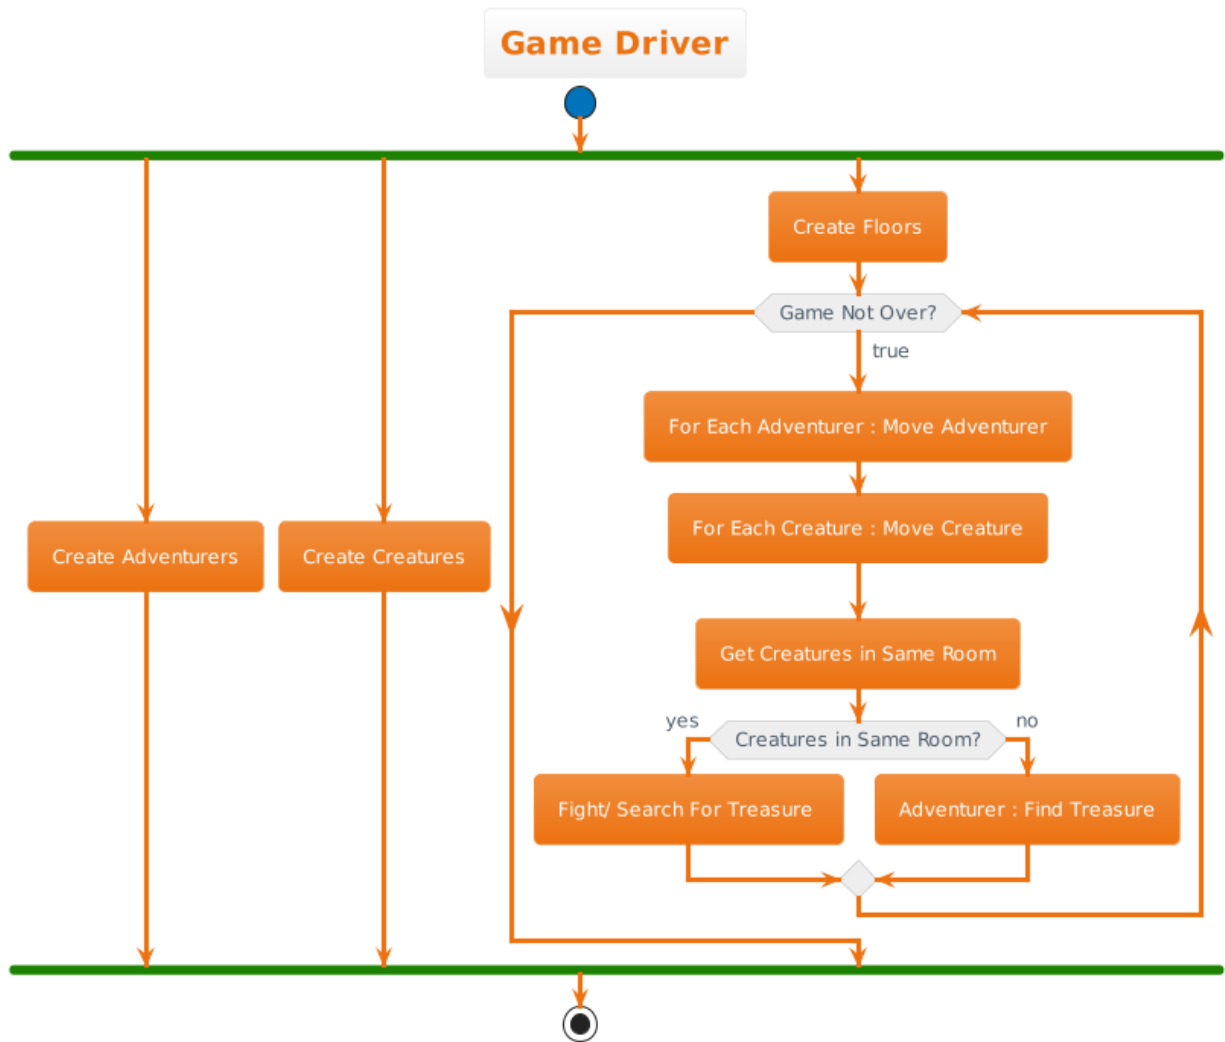 Game Driver
Create Floors
Game Not Over?
true
For Each Adventurer : Move Adventurer
For Each Creature : Move Creature
Create Adventurers
Create Creatures
Get Creatures in Same Room
yes
Creatures in Same Room?
no
Fight/ Search For Treasure
Adventurer : Find Treasure